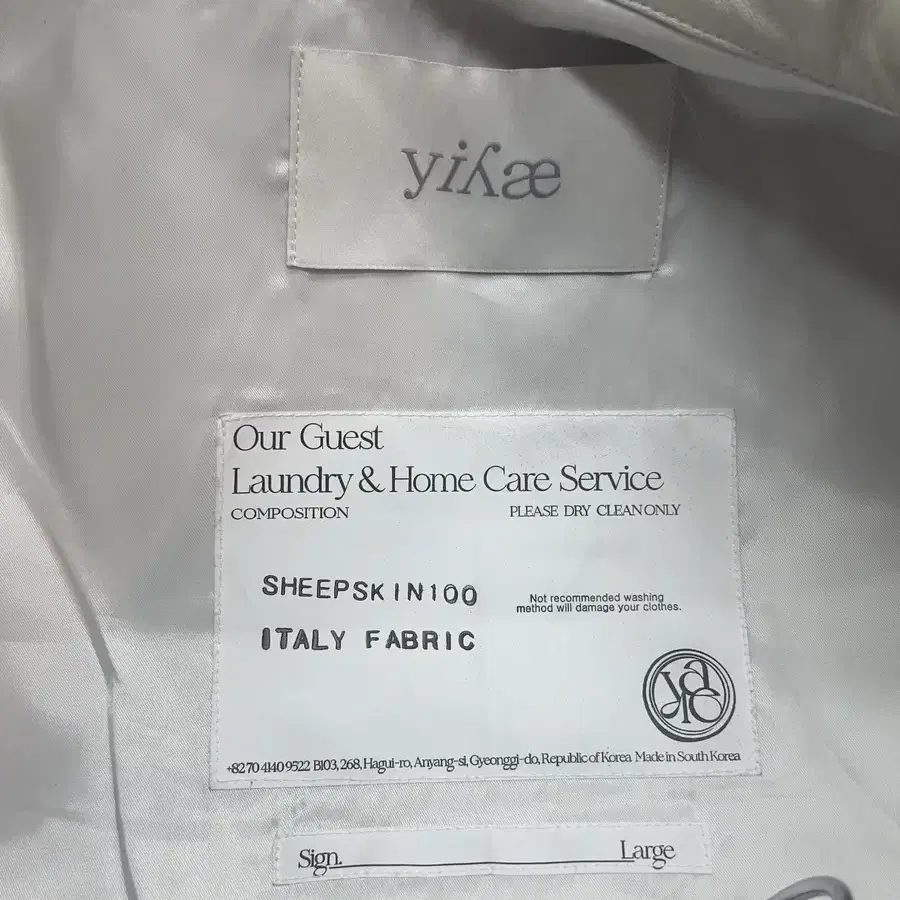 yiʎæ
Our Guest
Laundry & Home Care Service
COMPOSITION
PLEASE DRY CLEAN ONLY
SHEEPSKIN100
ITALY FABRIC
Not recommended washing
method will damage your clothes.
+82 70 4140 9522 B103, 268, Hagui-ro, Anyang-si, Gyeonggi-do, Republic of Korea Made in South Korea
Sign. Large